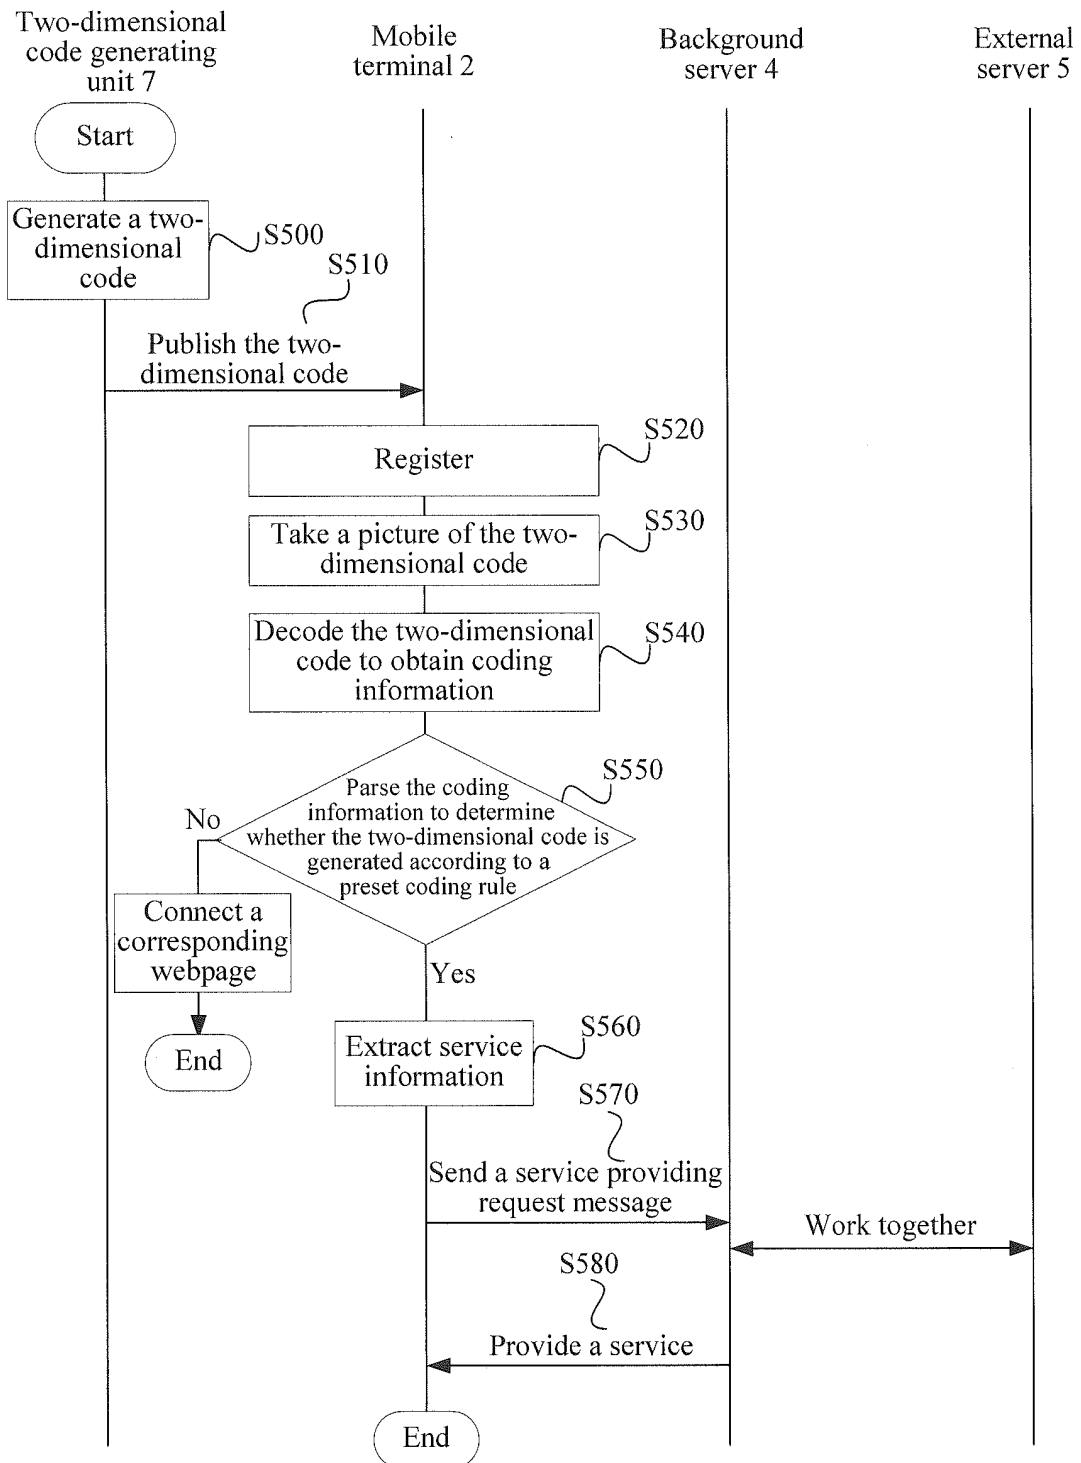 Two-dimensional
code generating
unit 7
Mobile
terminal 2
Background
server 4
External
server 5
Start
Generate a two-
dimensional
code
S500
S510
Publish the two-
dimensional code
Register
S520
Take a picture of the two-
dimensional code
S530
Decode the two-dimensional
code to obtain coding
information
S540
Parse the coding
information to determine
whether the two-dimensional code is
generated according to a
preset coding rule
S550
No
Connect a
corresponding
webpage
End
Yes
Extract service
information
S560
S570
Send a service providing
request message
Work together
S580
Provide a service
End